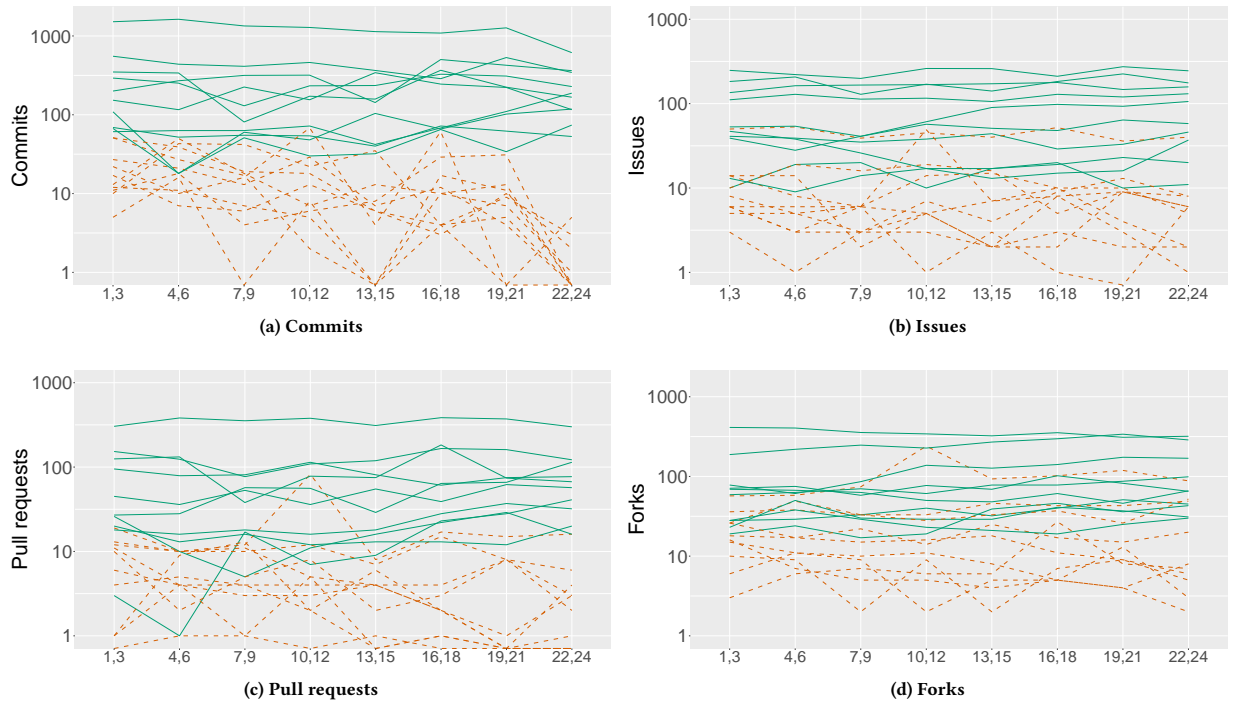 Commits
1000
100
10
1
1,3 4,6 7,9 10,12 13,15 16,18 19,21 22,24
(a) Commits
Issues
1000
100
10
1
1,3 4,6 7,9 10,12 13,15 16,18 19,21 22,24
(b) Issues
Pull requests
1000
100
10
1
1,3 4,6 7,9 10,12 13,15 16,18 19,21 22,24
(c) Pull requests
Forks
1000
100
10
1
1,3 4,6 7,9 10,12 13,15 16,18 19,21 22,24
(d) Forks